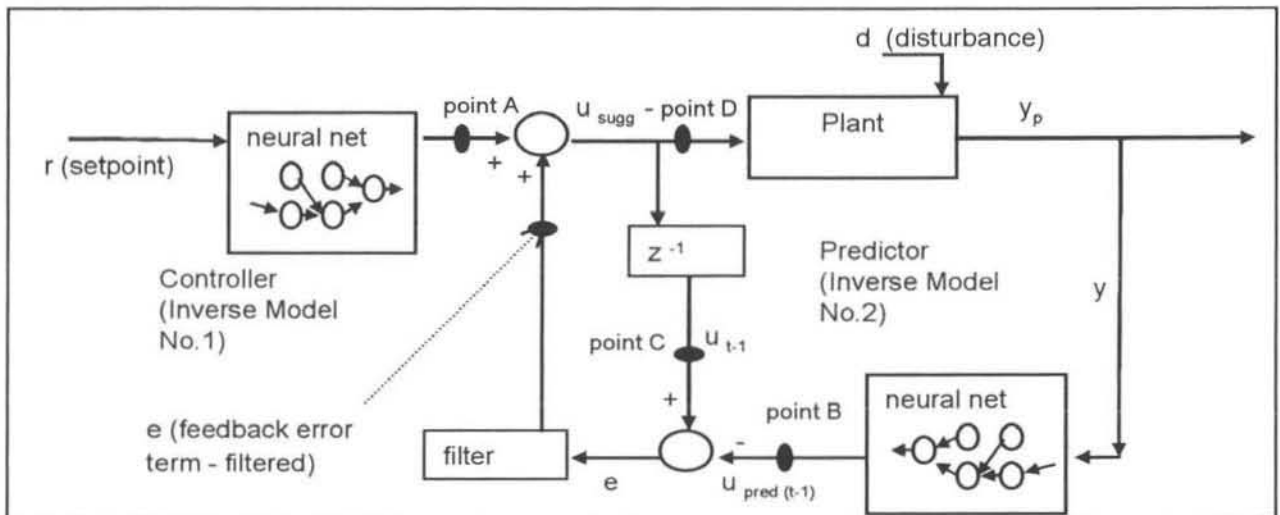 d (disturbance)
point A
u sugg - point D
Plant
y p
neural net
r (setpoint)
+
+
z -1
Predictor
(Inverse Model
No.2)
Controller
(Inverse Model
No.1)
y
point C
u t-1
+
point B
neural net
e (feedback error
term - filtered)
filter
-
e
u pred (t-1)